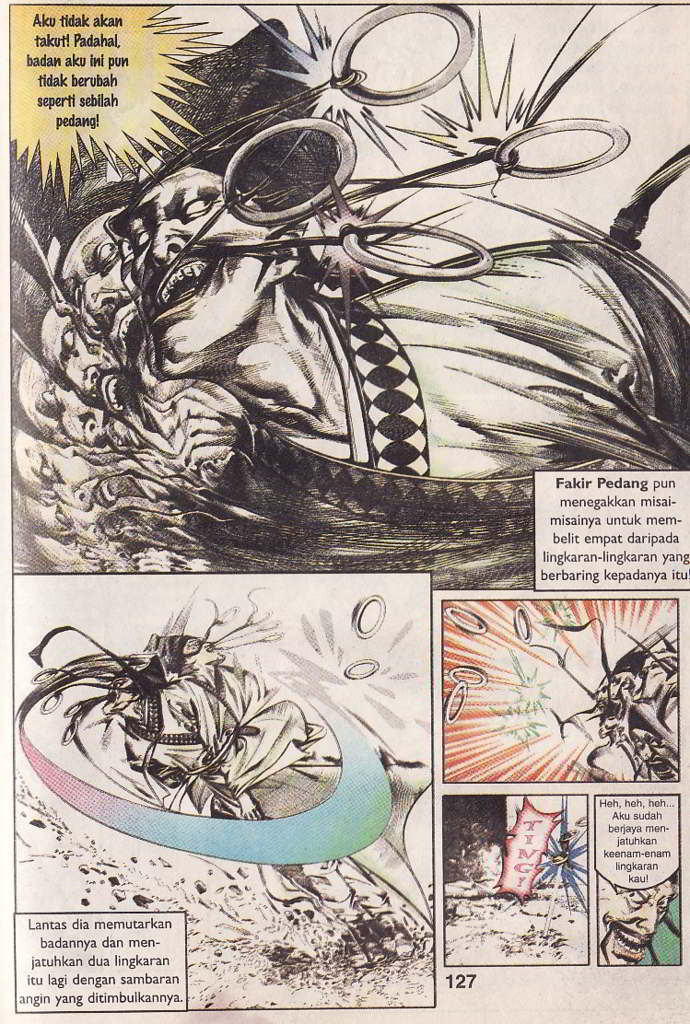 Aku tidak akan
takut! Padahal,
badan aku ini pun
tidak berubah
seperti sebilah
pedang!
Fakir Pedang pun
menegakkan misai-
misainya untuk mem-
belit empat daripada
lingkaran-lingkaran yang
berbaring kepadanya itu!
Lantas dia memutarkan
badannya dan men-
jatuhkan dua lingkaran
itu lagi dengan sambaran
angin yang ditimbulkannya.
TING!
Heh, heh, heh...
Aku sudah
berjaya men-
jatuhkan
keenam-enam
lingkaran
kau!
127